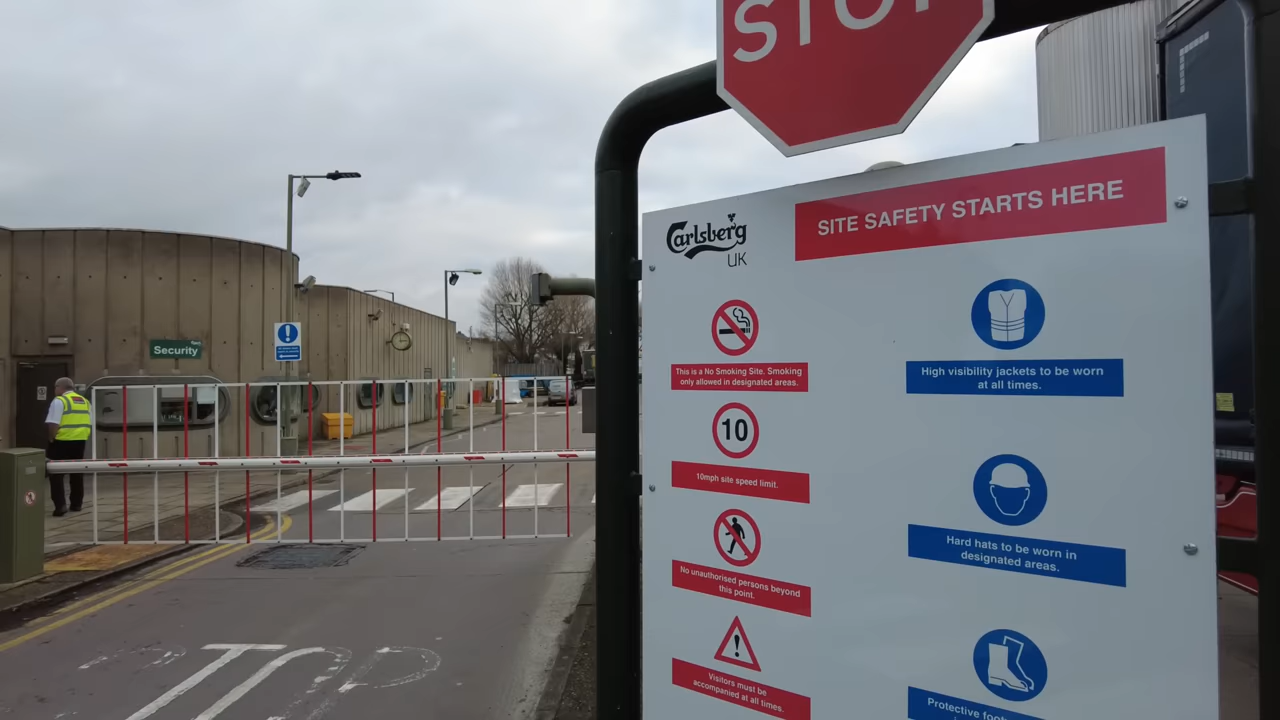 STOP
SITE SAFETY STARTS HERE
Carlsberg
UK
This is a No Smoking Site. Smoking
only allowed in designated areas.
High visibility jackets to be worn
at all times.
10
10mph site speed limit.
Hard hats to be worn in
designated areas.
No unauthorised persons beyond
this point.
Visitors must be
accompanied at all times.
Protective foot
Security